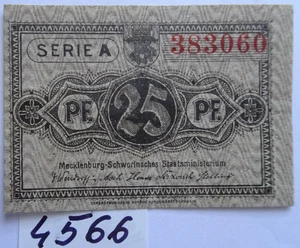 SERIE A 383060
PF. 25 PF.
Mecklenburg-Schwerinsches Staatsministerium
4566